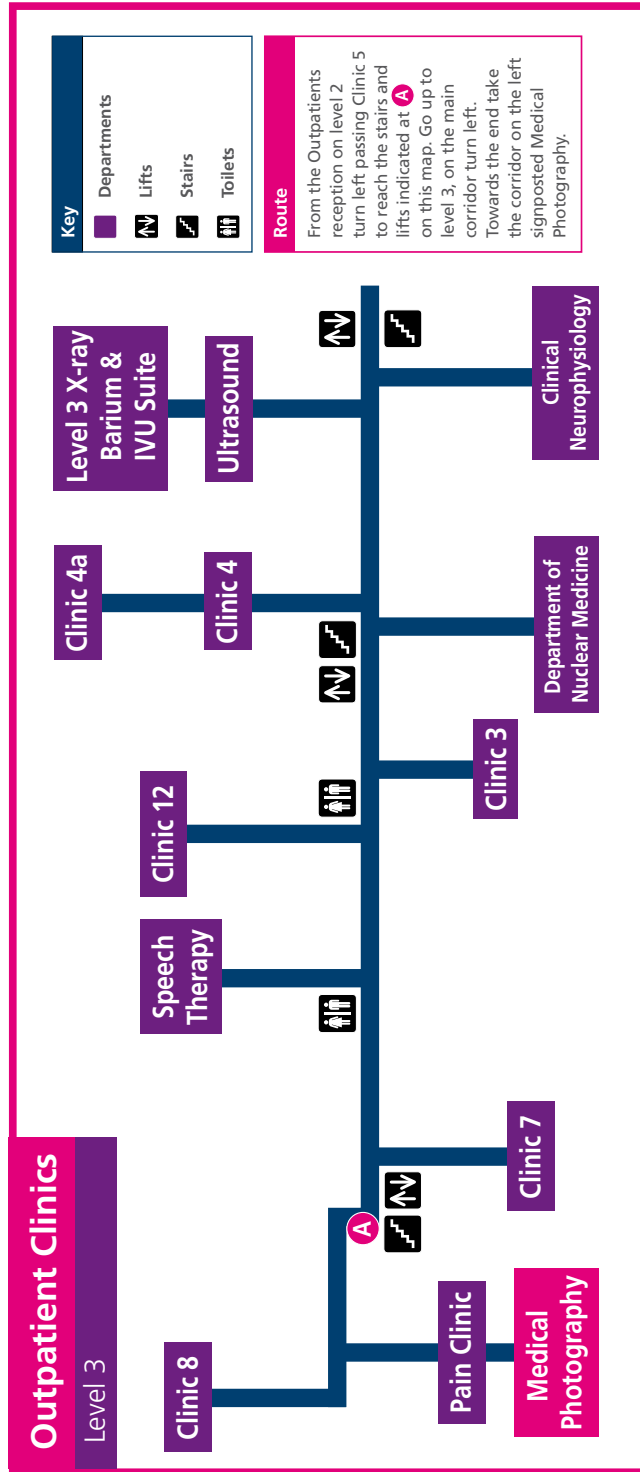 Outpatient Clinics
Level 3
Clinic 8
Speech
Therapy
Clinic 12
Clinic 4a
Clinic 4
Level 3 X-ray
Barium &
IVU Suite
Ultrasound
A
Pain Clinic
Medical
Photography
Clinic 7
Clinic 3
Department of
Nuclear Medicine
Clinical
Neurophysiology
Key
Departments
Lifts
Stairs
Toilets
Route
From the Outpatients
reception on level 2
turn left passing Clinic 5
to reach the stairs and
lifts indicated at A
on this map. Go up to
level 3, on the main
corridor turn left.
Towards the end take
the corridor on the left
signposted Medical
Photography.